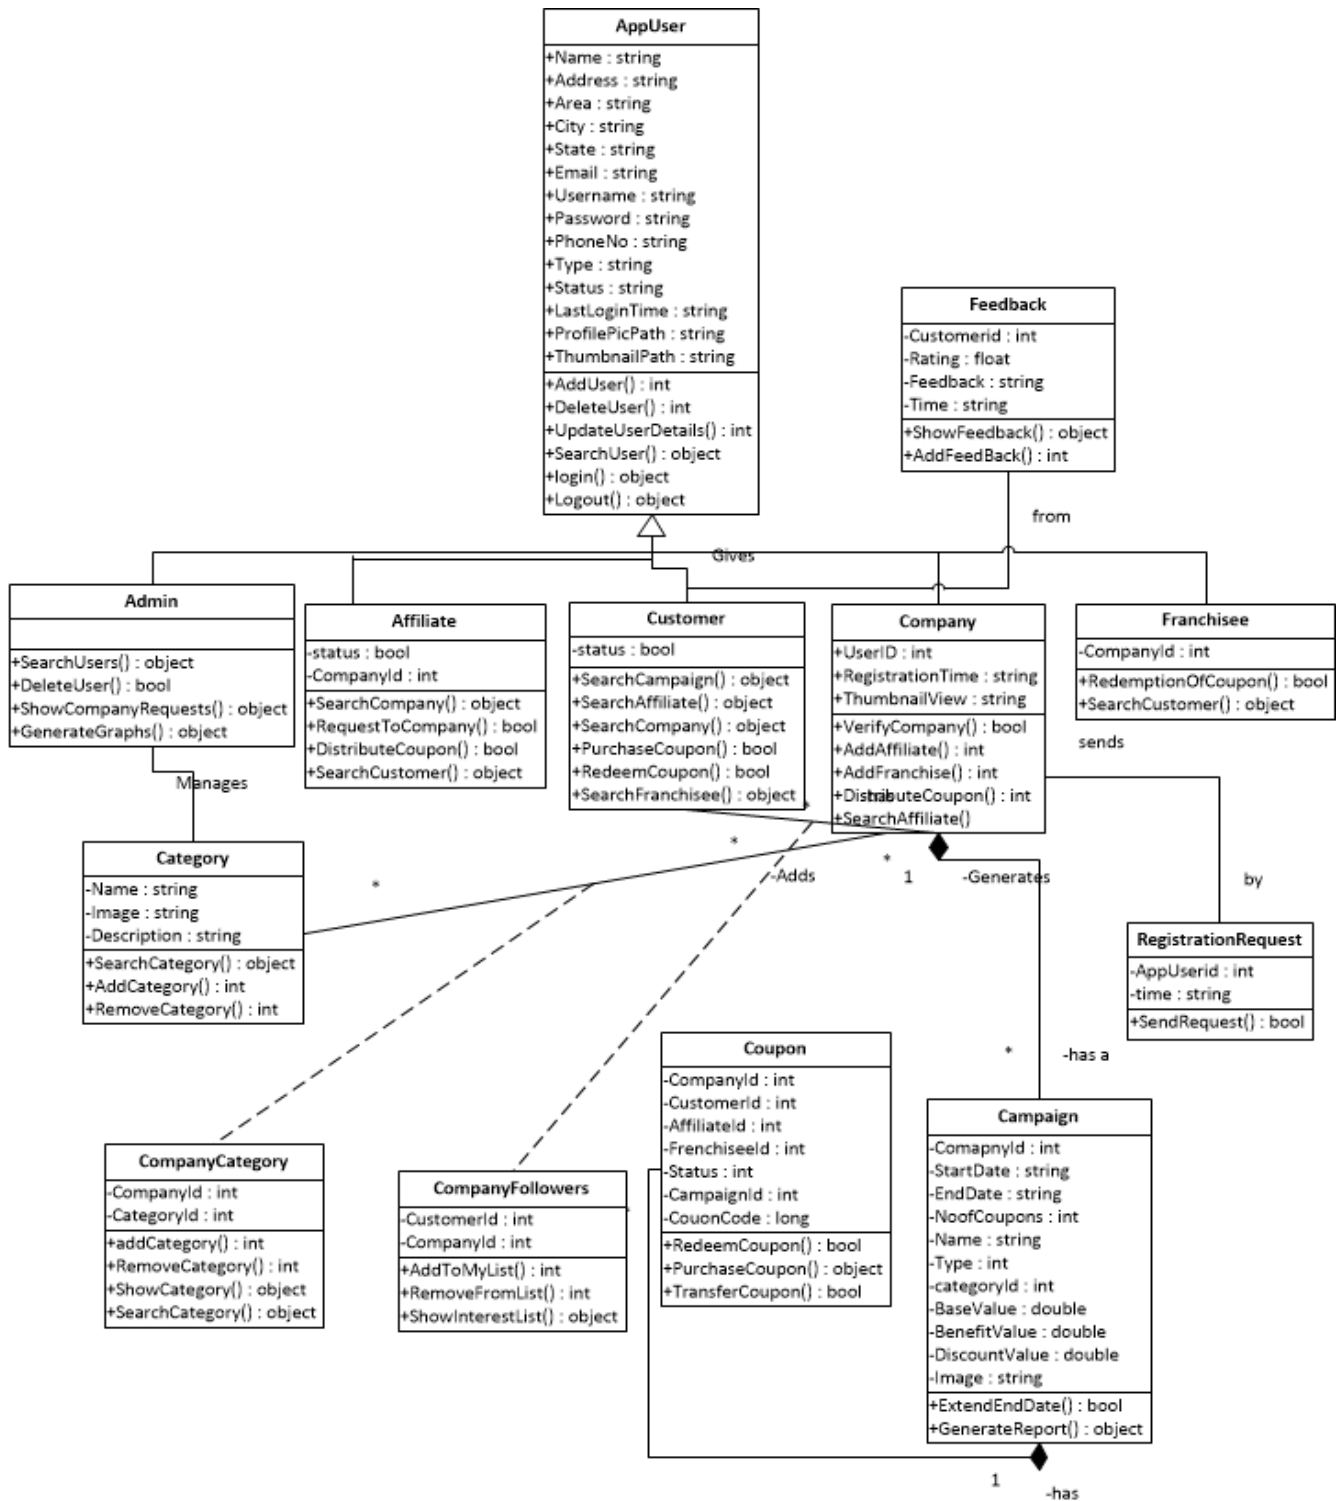 AppUser
+Name : string
+Address : string
+Area : string
+City : string
+State : string
+Email : string
+Username : string
+Password : string
+PhoneNo : string
+Type : string
+Status : string
+LastLoginTime : string
+ProfilePicPath : string
+ThumbnailPath : string
+AddUser() : int
+DeleteUser() : int
+UpdateUserDetails() : int
+SearchUser() : object
+login() : object
+Logout() : object
Feedback
-Customerid : int
-Rating : float
-Feedback : string
-Time : string
+ShowFeedback() : object
+AddFeedBack() : int
from
Gives
Admin
+SearchUsers() : object
+DeleteUser() : bool
+ShowCompanyRequests() : object
+GenerateGraphs() : object
Affiliate
-status : bool
-CompanyId : int
+SearchCompany() : object
+RequestToCompany() : bool
+DistributeCoupon() : bool
+SearchCustomer() : object
Customer
-status : bool
+SearchCampaign() : object
+SearchAffiliate() : object
+SearchCompany() : object
+PurchaseCoupon() : bool
+RedeemCoupon() : bool
+SearchFranchisee() : object
Company
+UserID : int
+RegistrationTime : string
+ThumbnailView : string
+VerifyCompany() : bool
+AddAffiliate() : int
+AddFranchise() : int
+DistributeCoupon() : int
+SearchAffiliate()
Franchisee
-CompanyId : int
+RedemptionOfCoupon() : bool
+SearchCustomer() : object
sends
Manages
*
*
*
*
-Adds
1
-Generates
by
Category
-Name : string
-Image : string
-Description : string
+SearchCategory() : object
+AddCategory() : int
+RemoveCategory() : int
RegistrationRequest
-AppUserid : int
-time : string
+SendRequest() : bool
*
-has a
Coupon
-CompanyId : int
-CustomerId : int
-AffiliateId : int
-FrenchiseeId : int
-Status : int
-CampaignId : int
-CouonCode : long
+RedeemCoupon() : bool
+PurchaseCoupon() : object
+TransferCoupon() : bool
Campaign
-ComapnyId : int
-StartDate : string
-EndDate : string
-NoofCoupons : int
-Name : string
-Type : int
-categoryId : int
-BaseValue : double
-BenefitValue : double
-DiscountValue : double
-Image : string
+ExtendEndDate() : bool
+GenerateReport() : object
CompanyCategory
-CompanyId : int
-CategoryId : int
+addCategory() : int
+RemoveCategory() : int
+ShowCategory() : object
+SearchCategory() : object
CompanyFollowers
-CustomerId : int
-CompanyId : int
+AddToMyList() : int
+RemoveFromList() : int
+ShowInterestList() : object
*
1
-has